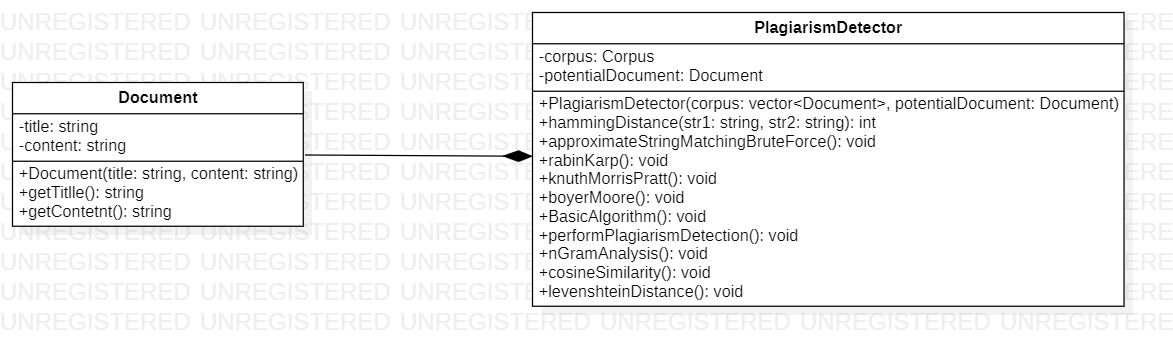 Document
-title: string
-content: string
+Document(title: string, content: string)
+getTitlle(): string
+getContetnt(): string
PlagiarismDetector
-corpus: Corpus
-potentialDocument: Document
+PlagiarismDetector(corpus: vector<Document>, potentialDocument: Document)
+hammingDistance(str1: string, str2: string): int
+approximateStringMatchingBruteForce(): void
+rabinKarp(): void
+knuthMorrisPratt(): void
+boyerMoore(): void
+BasicAlgorithm(): void
+performPlagiarismDetection(): void
+nGramAnalysis(): void
+cosineSimilarity(): void
+levenshteinDistance(): void
UNREGISTERED UNREGISTERED UNREGISTERED UNREGISTERED UNREGISTERED UNREGISTERE